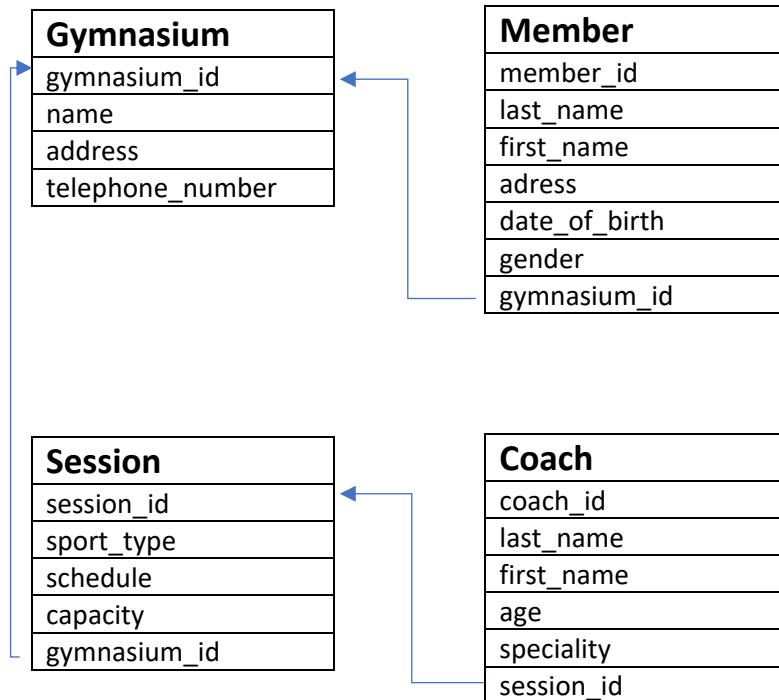 Gymnasium
gymnasium_id
name
address
telephone_number
Member
member_id
last_name
first_name
adress
date_of_birth
gender
gymnasium_id
Session
session_id
sport_type
schedule
capacity
gymnasium_id
Coach
coach_id
last_name
first_name
age
speciality
session_id